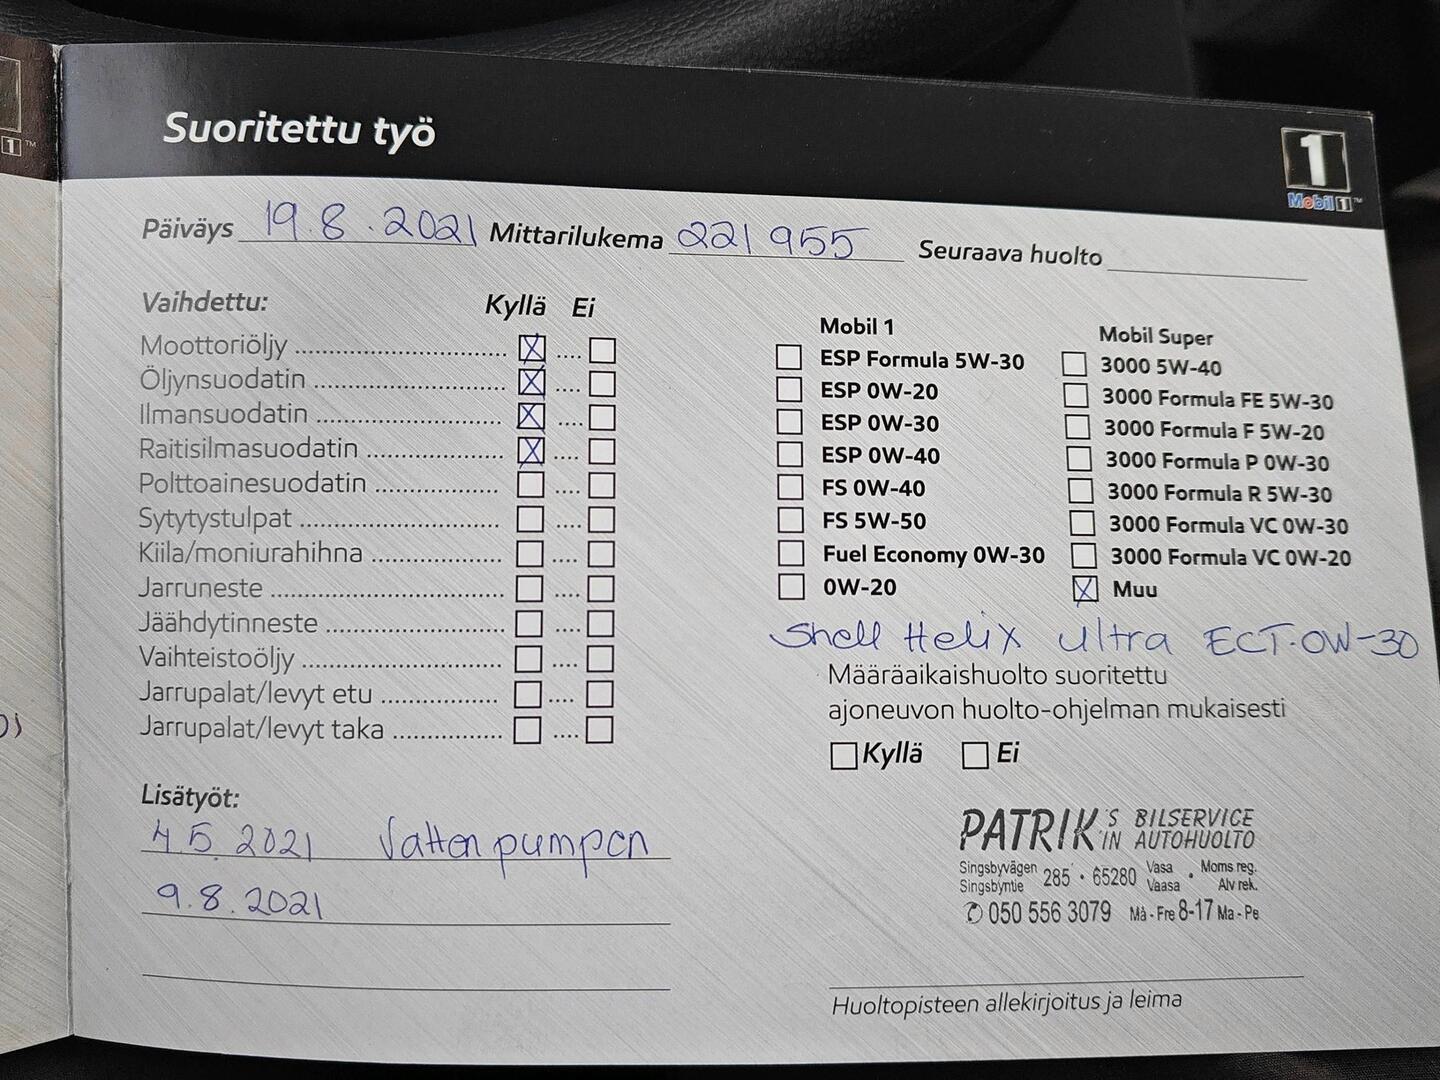 Suoritettu työ
1
Mobil 1™
1™
Päiväys 19.8.2021 Mittarilukema 221 955 Seuraava huolto
Vaihdettu: Kyllä Ei
Moottoriöljy X
Öljynsuodatin X
Ilmansuodatin X
Raitisilmasuodatin X
Polttoainesuodatin
Sytytystulpat
Kiila/moniurahihna
Jarruneste
Jäähdytinneste
Vaihteistoöljy
Jarrupalat/levyt etu
Jarrupalat/levyt taka
Lisätyöt:
4.5.2021 Vattenpumpen
9.8.2021
Mobil 1
ESP Formula 5W-30
ESP 0W-20
ESP 0W-30
ESP 0W-40
FS 0W-40
FS 5W-50
Fuel Economy 0W-30
0W-20
Mobil Super
3000 5W-40
3000 Formula FE 5W-30
3000 Formula F 5W-20
3000 Formula P 0W-30
3000 Formula R 5W-30
3000 Formula VC 0W-30
3000 Formula VC 0W-20
X Muu
Shell Helix Ultra ECT·0W-30
Määräaikaishuolto suoritettu
ajoneuvon huolto-ohjelman mukaisesti
Kyllä Ei
PATRIK'S BILSERVICE
'IN AUTOHUOLTO
Singsbyvägen 285 · 65280 Vasa · Moms reg.
Singsbyntie Vaasa Alv rek.
✆ 050 556 3079 Må - Fre 8-17 Ma - Pe
Huoltopisteen allekirjoitus ja leima